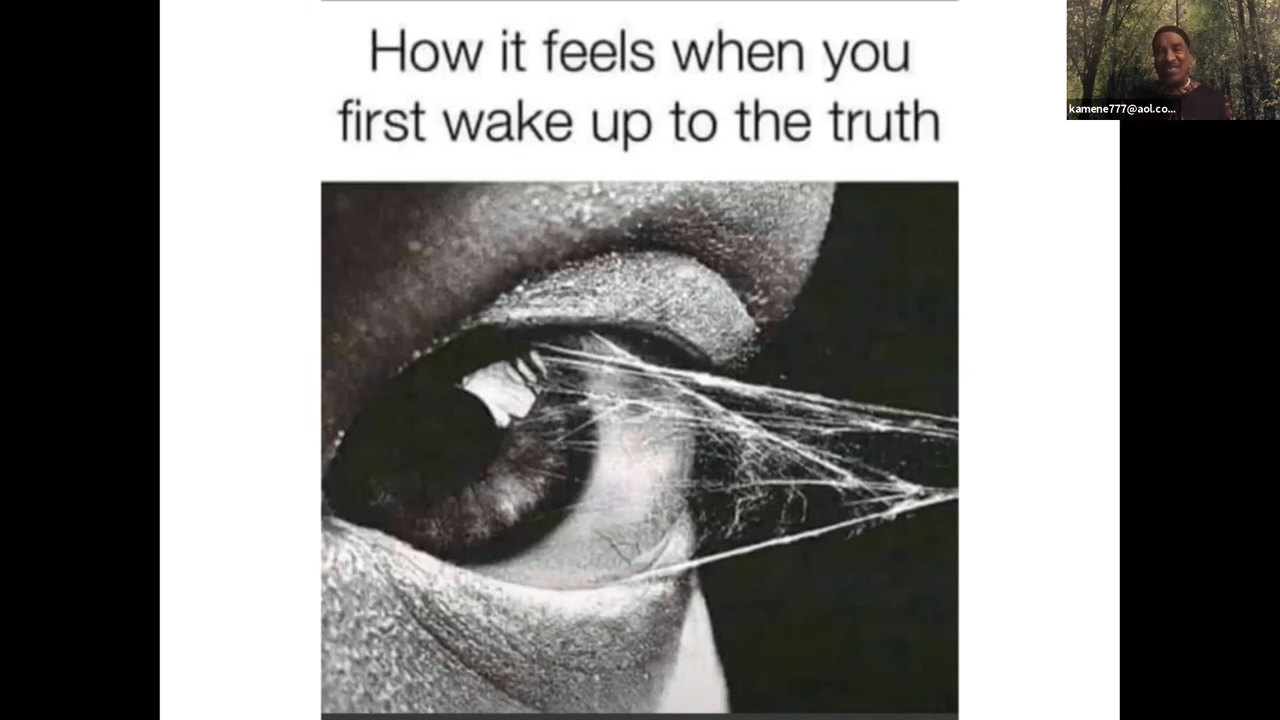 How it feels when you
first wake up to the truth
kamene777@aol.co...